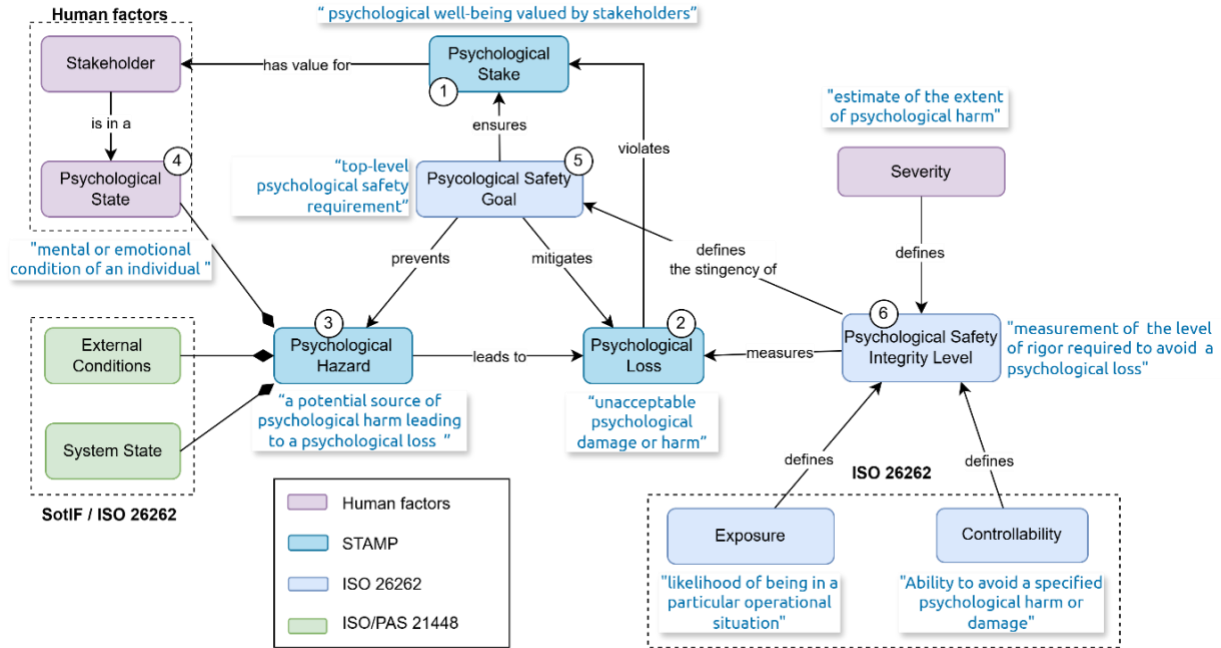 Human factors
" psychological well-being valued by stakeholders"
Stakeholder
has value for
Psychological
Stake
1
is in a
ensures
violates
"estimate of the extent
of psychological harm"
4
Psychological
State
"top-level
psychological safety
requirement"
5
Psycological Safety
Goal
Severity
"mental or emotional
condition of an individual "
prevents
mitigates
defines
the stingency of
defines
External
Conditions
3
Psychological
Hazard
leads to
2
Psychological
Loss
measures
6
Psychological Safety
Integrity Level
"measurement of the level
of rigor required to avoid a
psychological loss"
"a potential source of
psychological harm leading
to a psychological loss "
"unacceptable
psychological
damage or harm"
System State
SotIF / ISO 26262
defines
defines
ISO 26262
Human factors
STAMP
ISO 26262
ISO/PAS 21448
Exposure
Controllability
"likelihood of being in a
particular operational
situation"
"Ability to avoid a specified
psychological harm or
damage"